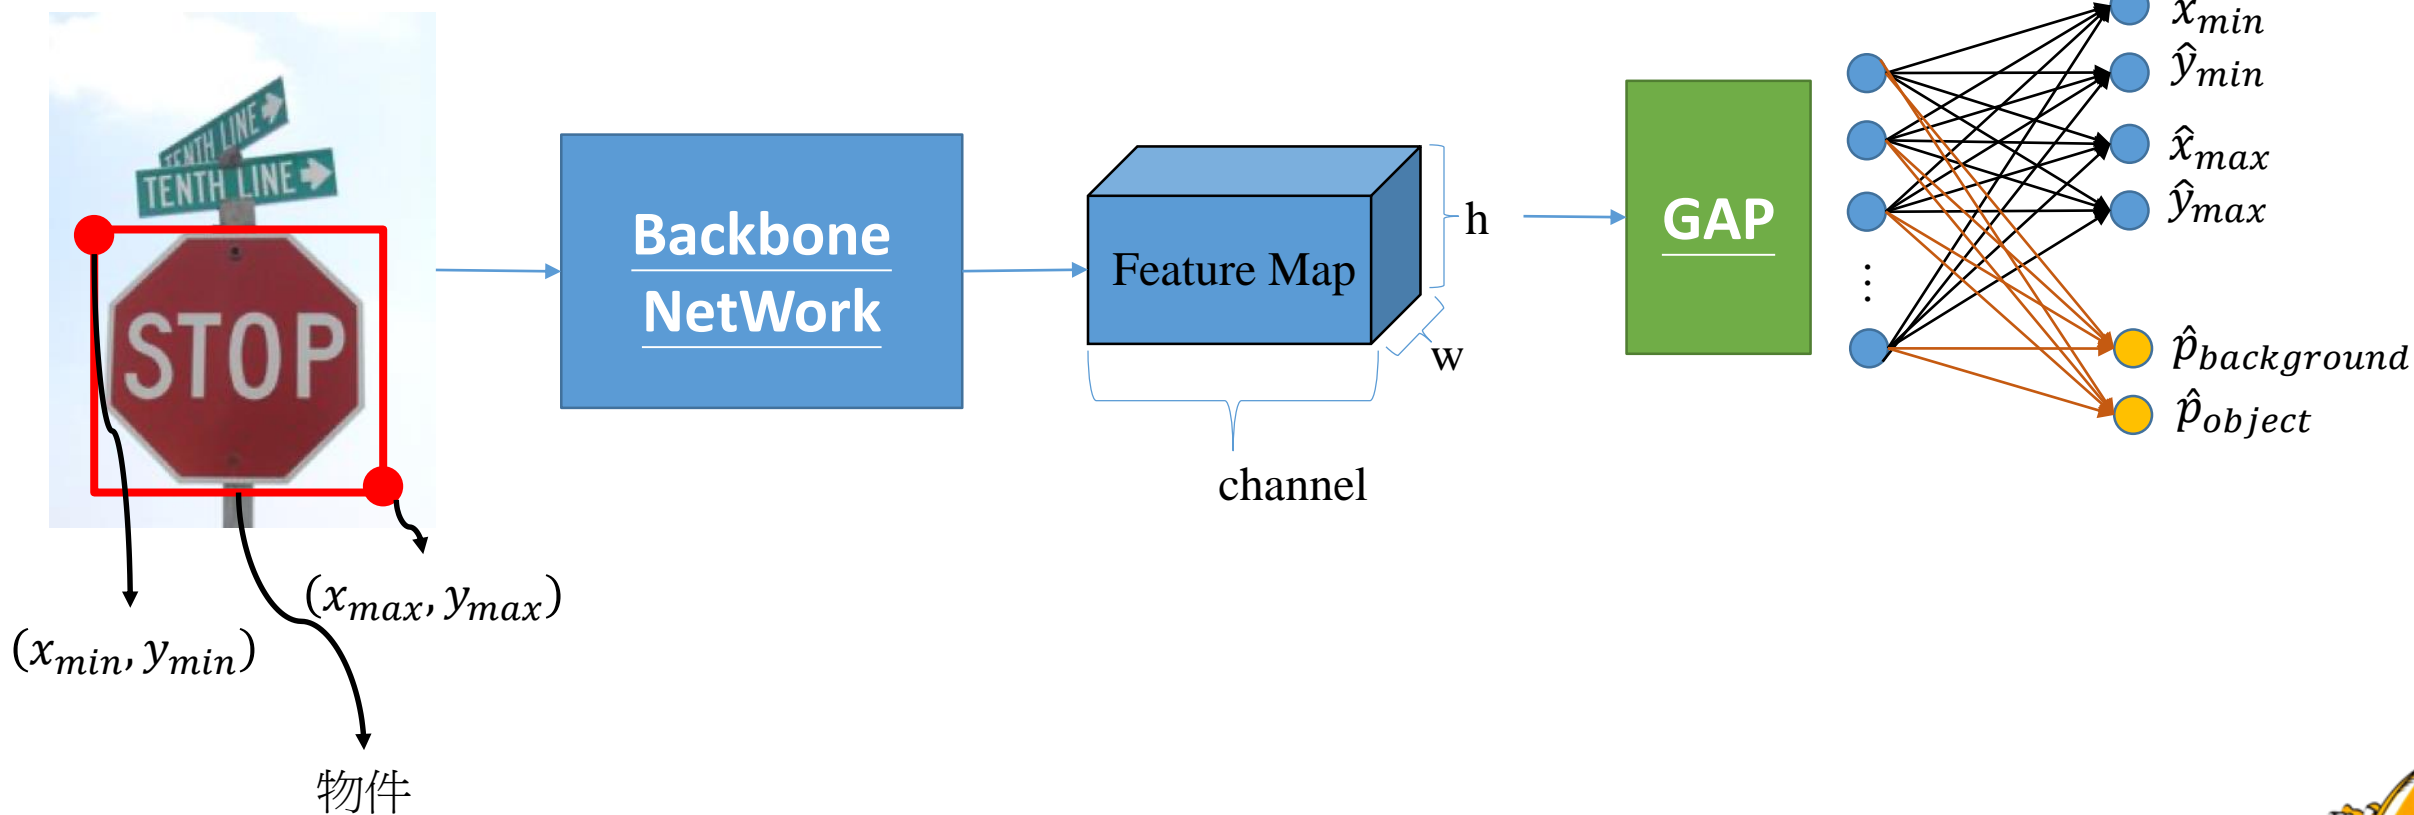 TENTH LINE
TENTH LINE
STOP
(x_min, y_min)
(x_max, y_max)
物件
Backbone
NetWork
Feature Map
h
w
channel
GAP
⋮
x̂_min
ŷ_min
x̂_max
ŷ_max
p̂_background
p̂_object